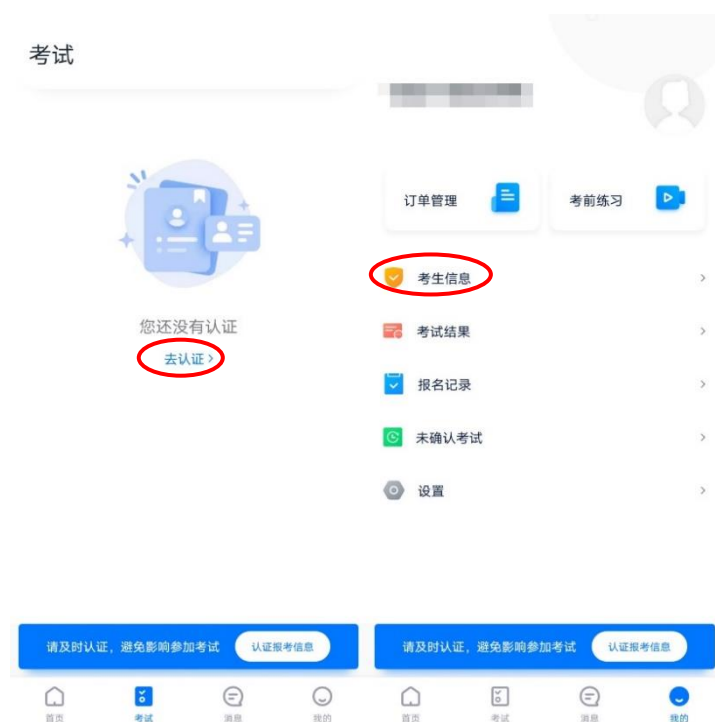 考试
您还没有认证
去认证>
请及时认证，避免影响参加考试 认证报考信息
首页 考试 消息 我的
订单管理 考前练习
考生信息
考试结果
报名记录
未确认考试
设置
请及时认证，避免影响参加考试 认证报考信息
首页 考试 消息 我的